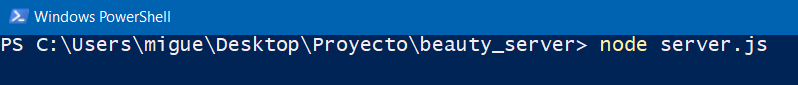 Windows PowerShell
PS C:\Users\migue\Desktop\Proyecto\beauty_server> node server.js